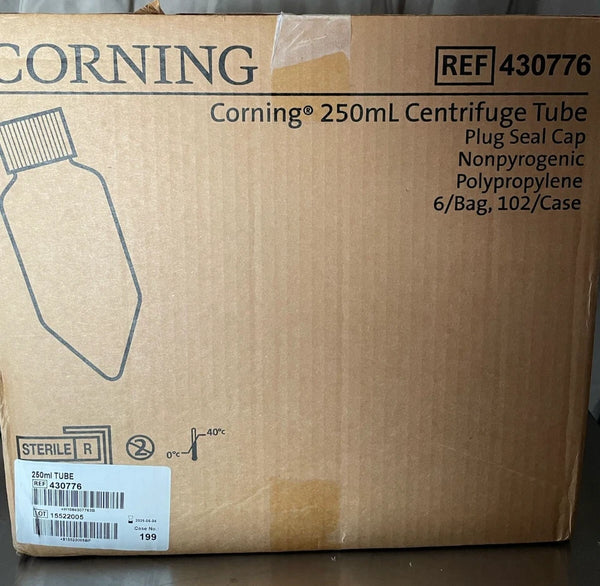 CORNING
REF 430776
Corning® 250mL Centrifuge Tube
Plug Seal Cap
Nonpyrogenic
Polypropylene
6/Bag, 102/Case
STERILE R
2
0°c
40°c
250ml TUBE
REF 430776
LOT 15522005
Case No.:
199